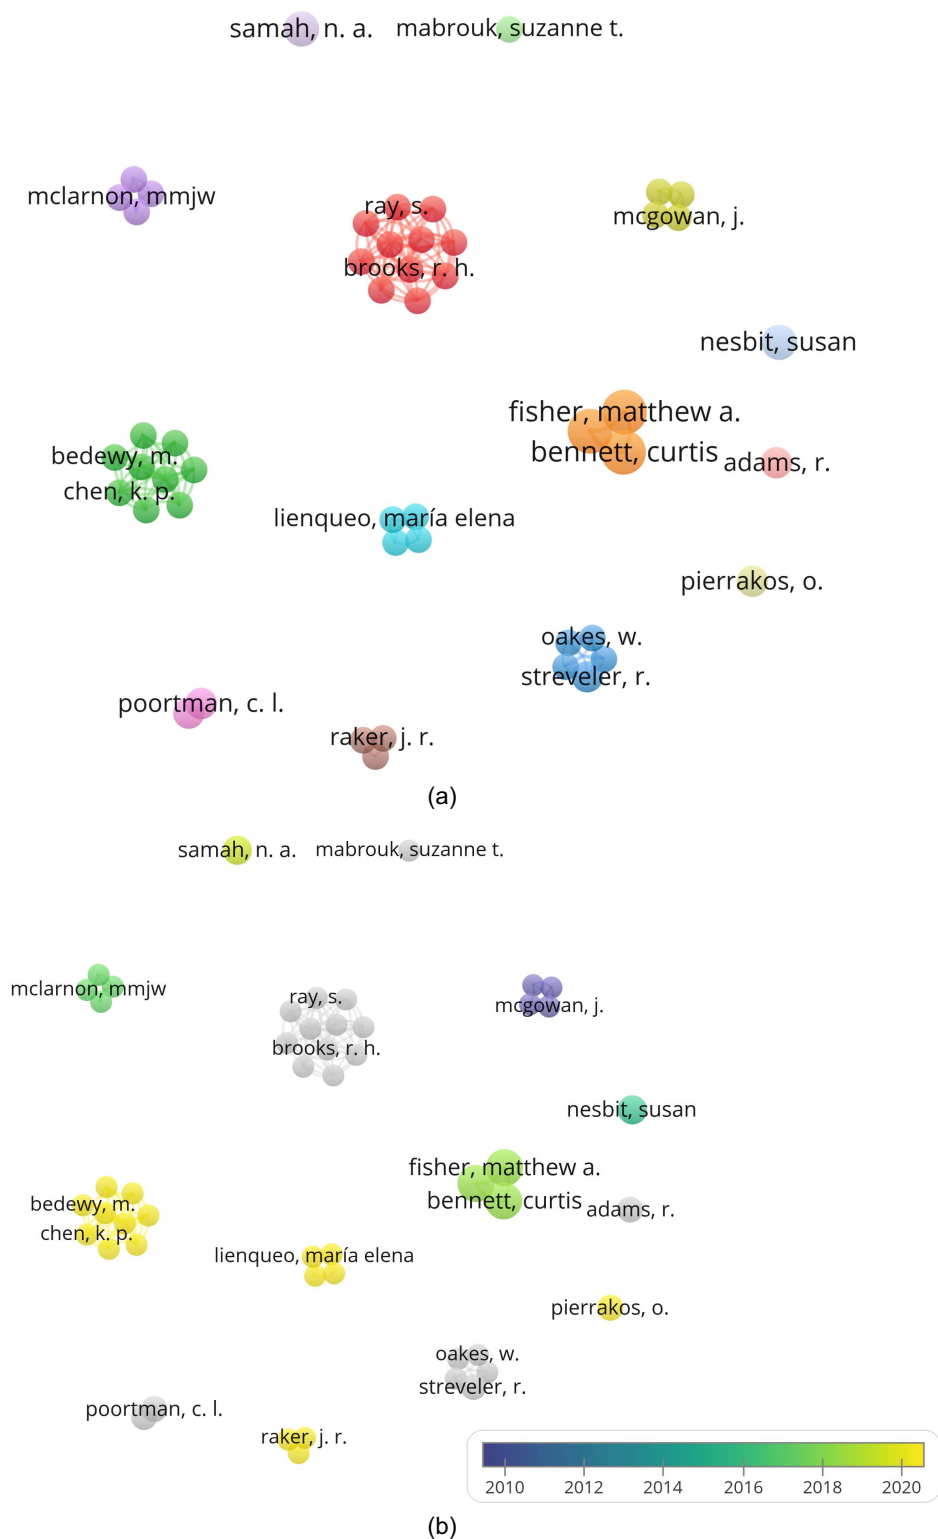 samah, n. a.
mabrouk, suzanne t.
mclarnon, mmjw
ray, s.
mcgowan, j.
brooks, r. h.
nesbit, susan
fisher, matthew a.
bennett, curtis
adams, r.
bedewy, m.
chen, k. p.
lienqueo, maría elena
pierrakos, o.
oakes, w.
streveler, r.
poortman, c. l.
raker, j. r.
(a)
samah, n. a.
mabrouk, suzanne t.
mclarnon, mmjw
ray, s.
mcgowan, j.
brooks, r. h.
nesbit, susan
fisher, matthew a.
bennett, curtis
adams, r.
bedewy, m.
chen, k. p.
lienqueo, maría elena
pierrakos, o.
oakes, w.
streveler, r.
poortman, c. l.
raker, j. r.
2010 2012 2014 2016 2018 2020
(b)